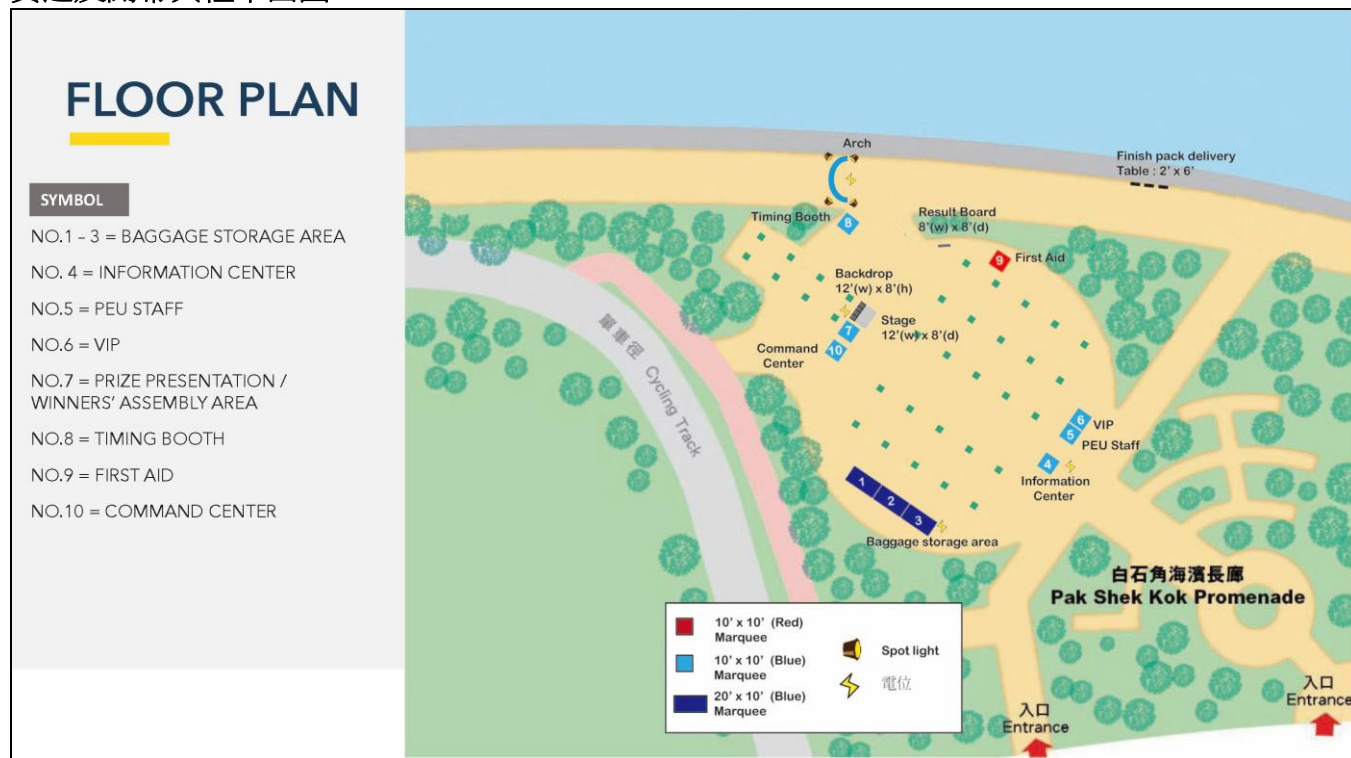 FLOOR PLAN
SYMBOL
NO.1 - 3 = BAGGAGE STORAGE AREA
NO. 4 = INFORMATION CENTER
NO.5 = PEU STAFF
NO.6 = VIP
NO.7 = PRIZE PRESENTATION /
WINNERS' ASSEMBLY AREA
NO.8 = TIMING BOOTH
NO.9 = FIRST AID
NO.10 = COMMAND CENTER
Arch
Finish pack delivery
Table : 2' x 6'
Timing Booth
8
Result Board
8'(w) x 8'(d)
9
First Aid
Backdrop
12'(w) x 8'(h)
Stage
12'(w) x 8'(d)
7
10
Command
Center
單車徑 Cycling Track
6
VIP
5
PEU Staff
4
Information
Center
1
2
3
Baggage storage area
白石角海濱長廊
Pak Shek Kok Promenade
10' x 10' (Red)
Marquee
10' x 10' (Blue)
Marquee
20' x 10' (Blue)
Marquee
Spot light
電位
入口
Entrance
入口
Entrance